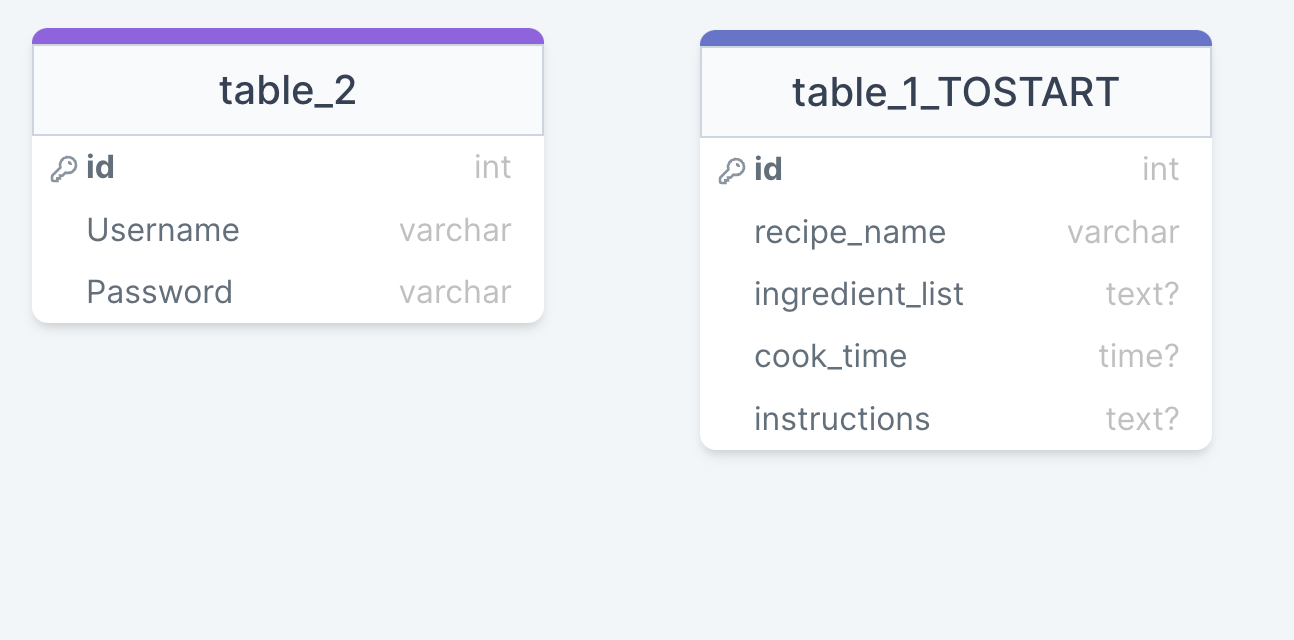 table_2
id int
Username varchar
Password varchar
table_1_TOSTART
id int
recipe_name varchar
ingredient_list text?
cook_time time?
instructions text?